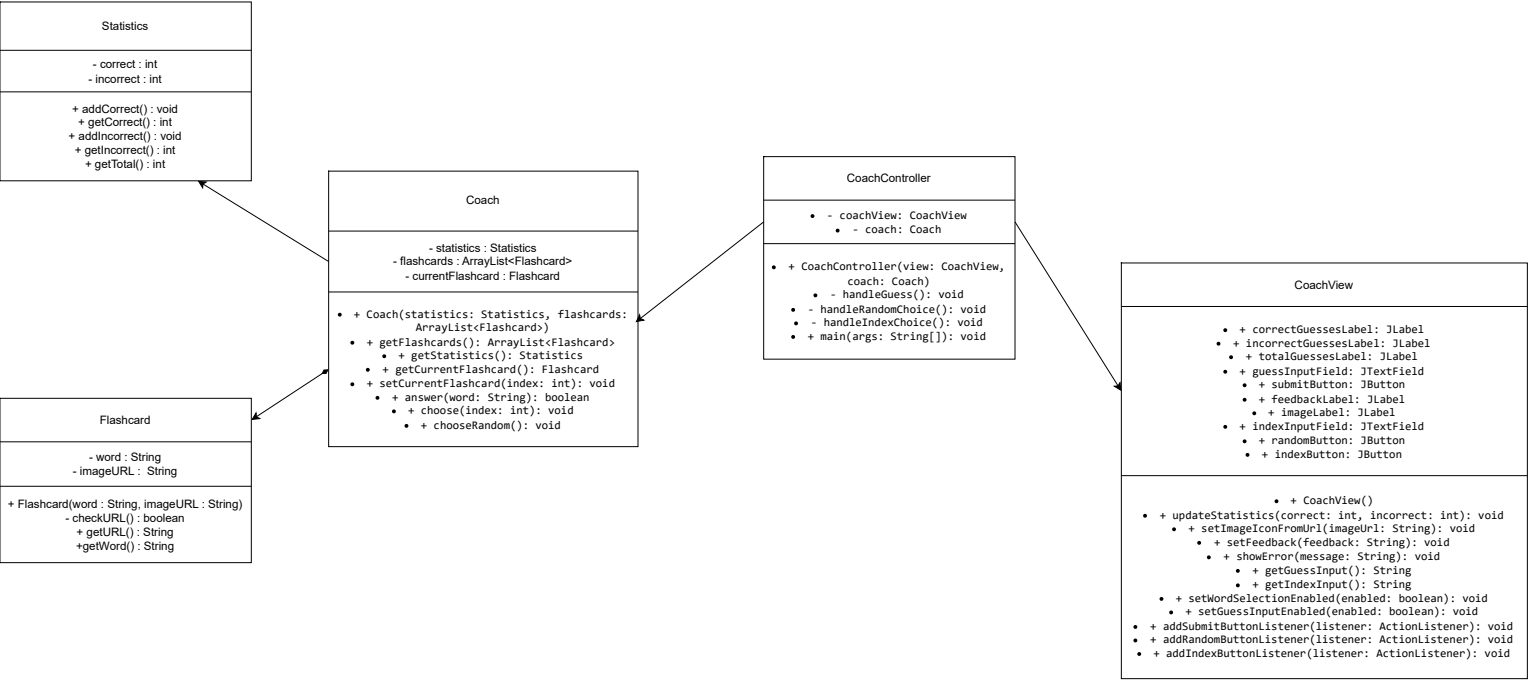 Statistics
- correct : int
- incorrect : int
+ addCorrect() : void
+ getCorrect() : int
+ addIncorrect() : void
+ getIncorrect() : int
+ getTotal() : int
Flashcard
- word : String
- imageURL :  String
+ Flashcard(word : String, imageURL : String)
- checkURL() : boolean
+ getURL() : String
+getWord() : String
Coach
- statistics : Statistics
- flashcards : ArrayList<Flashcard>
- currentFlashcard : Flashcard
• + Coach(statistics: Statistics, flashcards:
ArrayList<Flashcard>)
• + getFlashcards(): ArrayList<Flashcard>
• + getStatistics(): Statistics
• + getCurrentFlashcard(): Flashcard
• + setCurrentFlashcard(index: int): void
• + answer(word: String): boolean
• + choose(index: int): void
• + chooseRandom(): void
CoachController
• - coachView: CoachView
• - coach: Coach
• + CoachController(view: CoachView,
coach: Coach)
• - handleGuess(): void
• - handleRandomChoice(): void
• - handleIndexChoice(): void
• + main(args: String[]): void
CoachView
• + correctGuessesLabel: JLabel
• + incorrectGuessesLabel: JLabel
• + totalGuessesLabel: JLabel
• + guessInputField: JTextField
• + submitButton: JButton
• + feedbackLabel: JLabel
• + imageLabel: JLabel
• + indexInputField: JTextField
• + randomButton: JButton
• + indexButton: JButton
• + CoachView()
• + updateStatistics(correct: int, incorrect: int): void
• + setImageIconFromUrl(imageUrl: String): void
• + setFeedback(feedback: String): void
• + showError(message: String): void
• + getGuessInput(): String
• + getIndexInput(): String
• + setWordSelectionEnabled(enabled: boolean): void
• + setGuessInputEnabled(enabled: boolean): void
• + addSubmitButtonListener(listener: ActionListener): void
• + addRandomButtonListener(listener: ActionListener): void
• + addIndexButtonListener(listener: ActionListener): void